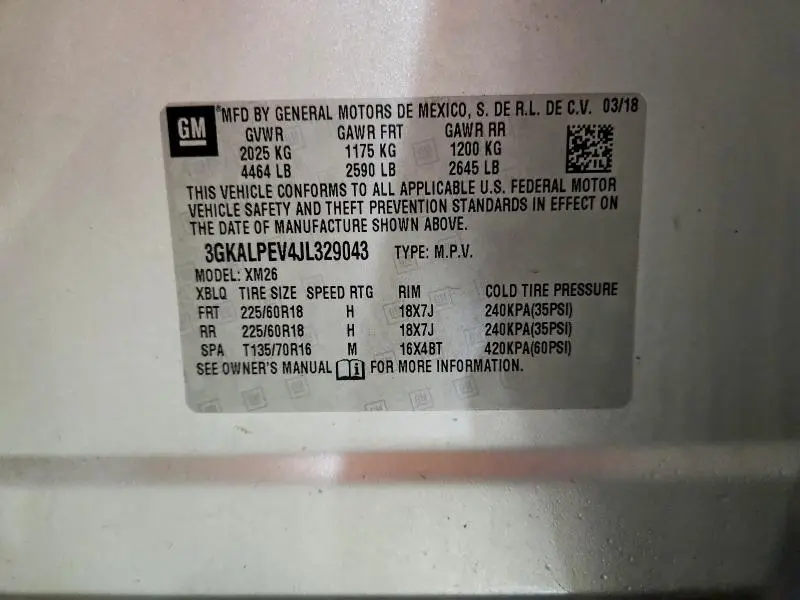 GM
MFD BY GENERAL MOTORS DE MEXICO, S. DE R.L. DE C.V. 03/18
GVWR GAWR FRT GAWR RR
2025 KG 1175 KG 1200 KG
4464 LB 2590 LB 2645 LB
THIS VEHICLE CONFORMS TO ALL APPLICABLE U.S. FEDERAL MOTOR
VEHICLE SAFETY AND THEFT PREVENTION STANDARDS IN EFFECT ON
THE DATE OF MANUFACTURE SHOWN ABOVE.
3GKALPEV4JL329043 TYPE: M.P.V.
MODEL: XM26
XBLQ TIRE SIZE SPEED RTG RIM COLD TIRE PRESSURE
FRT 225/60R18 H 18X7J 240KPA(35PSI)
RR 225/60R18 H 18X7J 240KPA(35PSI)
SPA T135/70R16 M 16X4BT 420KPA(60PSI)
SEE OWNER'S MANUAL FOR MORE INFORMATION.